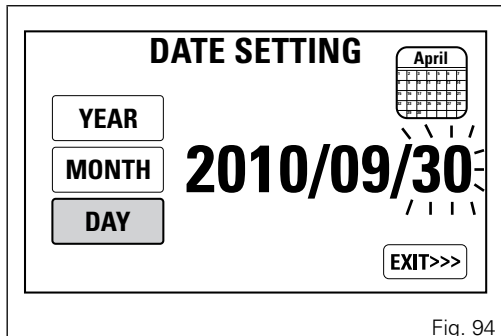 DATE SETTING
April
YEAR
MONTH
DAY
2010/09/30
EXIT>>>
Fig. 94